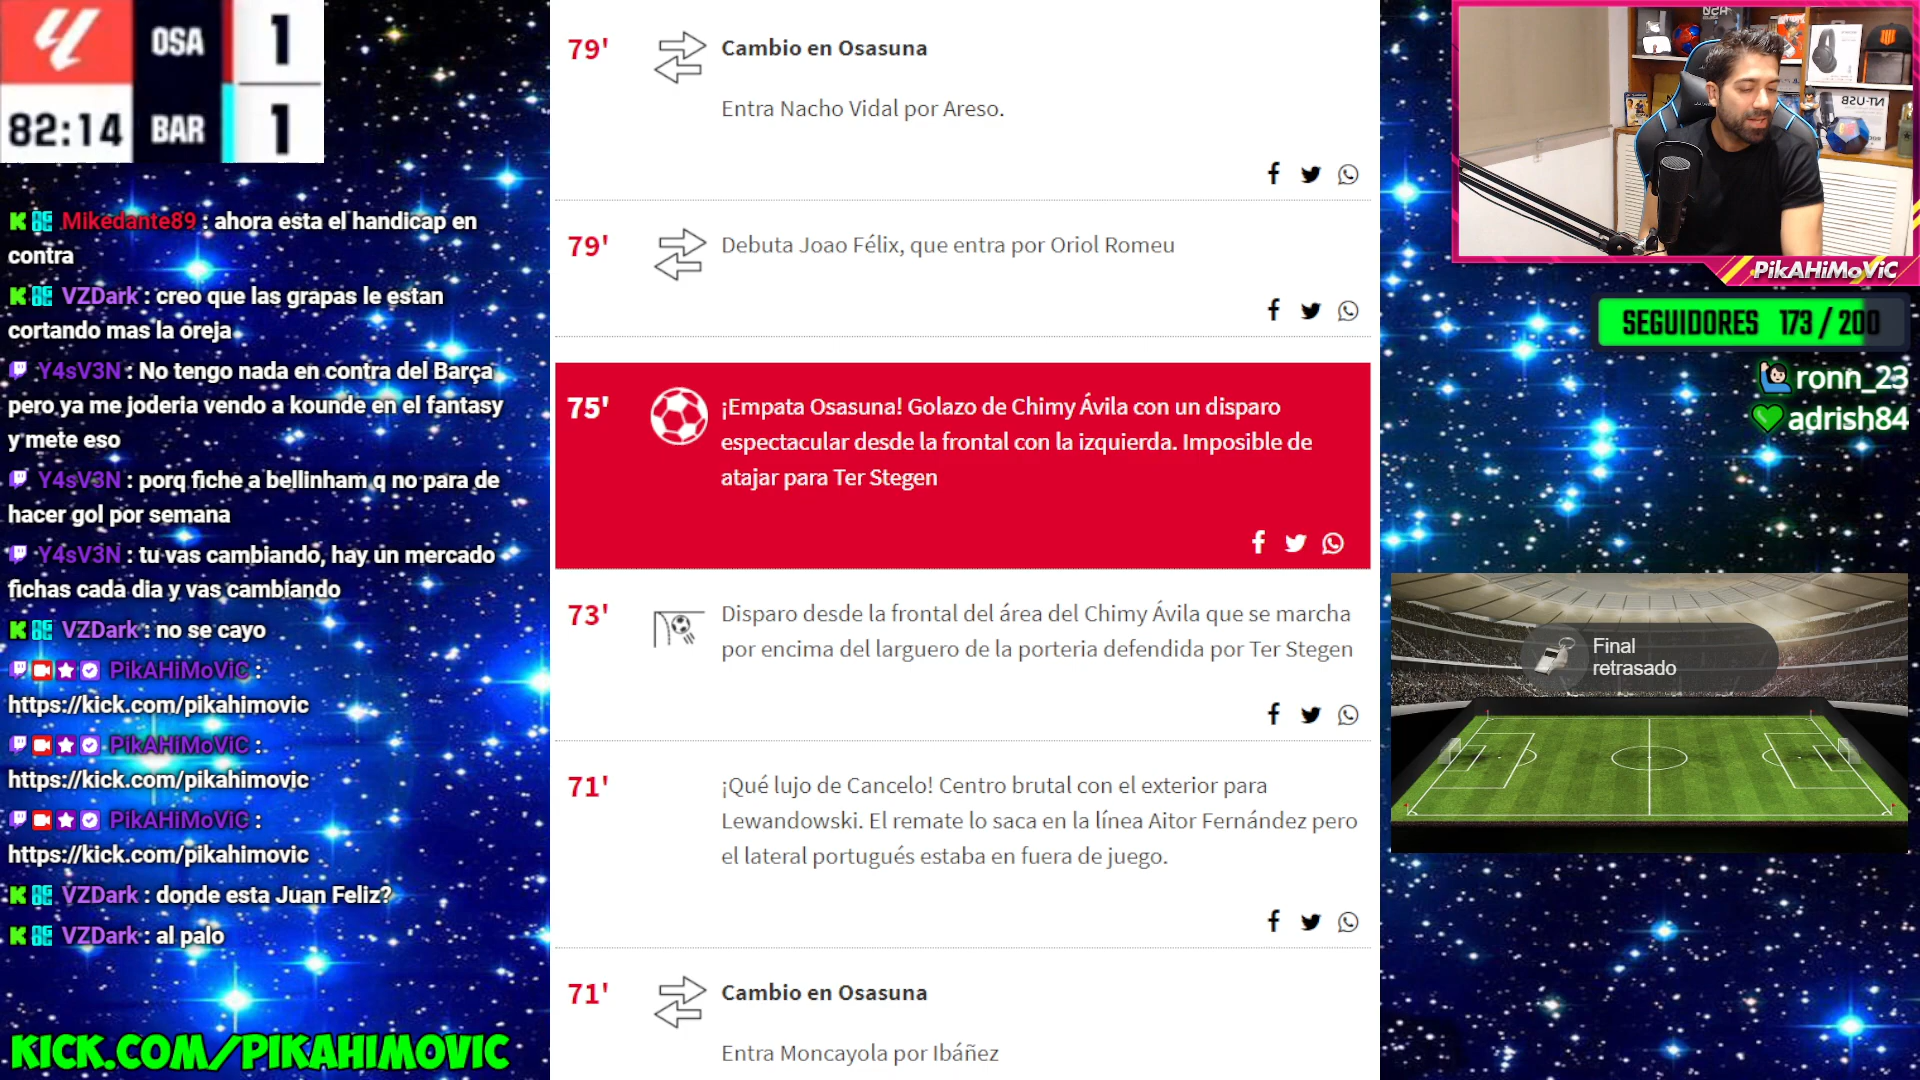 OSA 1
82:14 BAR 1
Mikedante89 : ahora esta el handicap en
contra
VZDark : creo que las grapas le estan
cortando mas la oreja
Y4sV3N : No tengo nada en contra del Barça
pero ya me joderia vendo a kounde en el fantasy
y mete eso
Y4sV3N : porq fiche a bellinham q no para de
hacer gol por semana
Y4sV3N : tu vas cambiando, hay un mercado
fichas cada dia y vas cambiando
VZDark : no se cayo
PikAHiMoViC :
https://kick.com/pikahimovic
PikAHiMoViC :
https://kick.com/pikahimovic
PikAHiMoViC :
https://kick.com/pikahimovic
VZDark : donde esta Juan Feliz?
VZDark : al palo
KICK.COM/PIKAHIMOVIC
79' Cambio en Osasuna
Entra Nacho Vidal por Areso.
79' Debuta Joao Félix, que entra por Oriol Romeu
75' ¡Empata Osasuna! Golazo de Chimy Ávila con un disparo
espectacular desde la frontal con la izquierda. Imposible de
atajar para Ter Stegen
73' Disparo desde la frontal del área del Chimy Ávila que se marcha
por encima del larguero de la porteria defendida por Ter Stegen
71' ¡Qué lujo de Cancelo! Centro brutal con el exterior para
Lewandowski. El remate lo saca en la línea Aitor Fernández pero
el lateral portugués estaba en fuera de juego.
71' Cambio en Osasuna
Entra Moncayola por Ibáñez
NT-USB
PikAHiMoViC
SEGUIDORES 173 / 200
ronn_23
adrish84
Final
retrasado